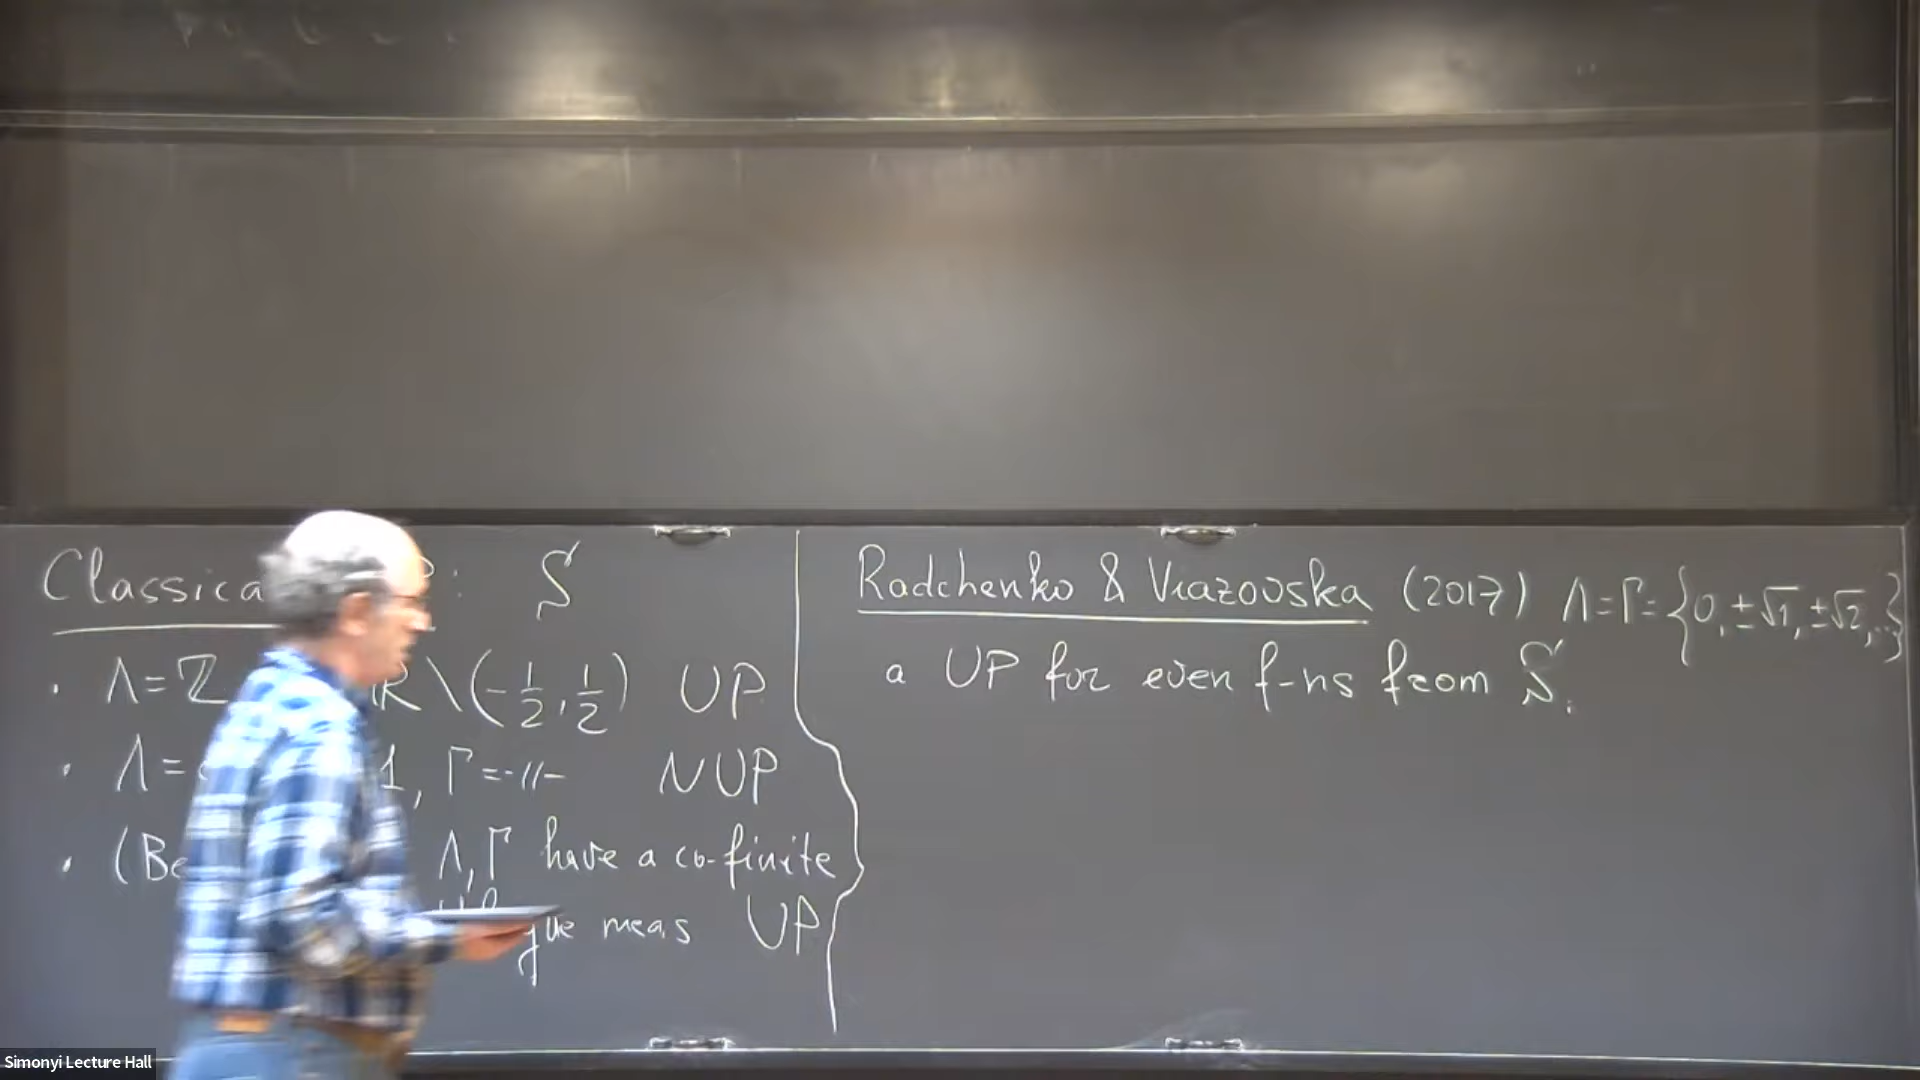 Classica P: S
· Λ=Z R\(-1/2,1/2) UP
· Λ= 1, Γ=-//- NUP
· (Be Λ,Γ have a co-finite
gue meas UP
Radchenko & Viazovska (2017) Λ=Γ={0,±√1,±√2,..}
a UP for even f-ns from S.
Simonyi Lecture Hall